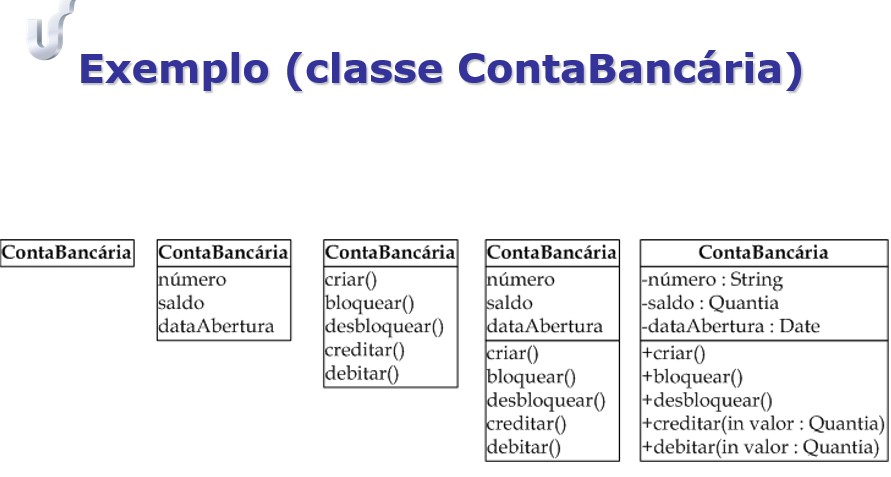 Exemplo (classe ContaBancária)
ContaBancária
ContaBancária
número
saldo
dataAbertura
ContaBancária
criar()
bloquear()
desbloquear()
creditar()
debitar()
ContaBancária
número
saldo
dataAbertura
criar()
bloquear()
desbloquear()
creditar()
debitar()
ContaBancária
-número : String
-saldo : Quantia
-dataAbertura : Date
+criar()
+bloquear()
+desbloquear()
+creditar(in valor : Quantia)
+debitar(in valor : Quantia)